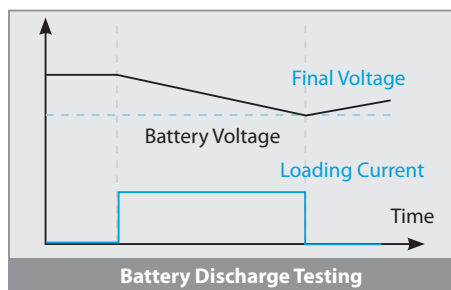 Final Voltage
Battery Voltage
Loading Current
Time
Battery Discharge Testing